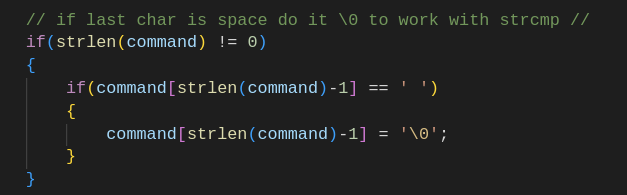 // if last char is space do it \0 to work with strcmp //
if(strlen(command) != 0)
{
    if(command[strlen(command)-1] == ' ')
    {
        command[strlen(command)-1] = '\0';
    }
}